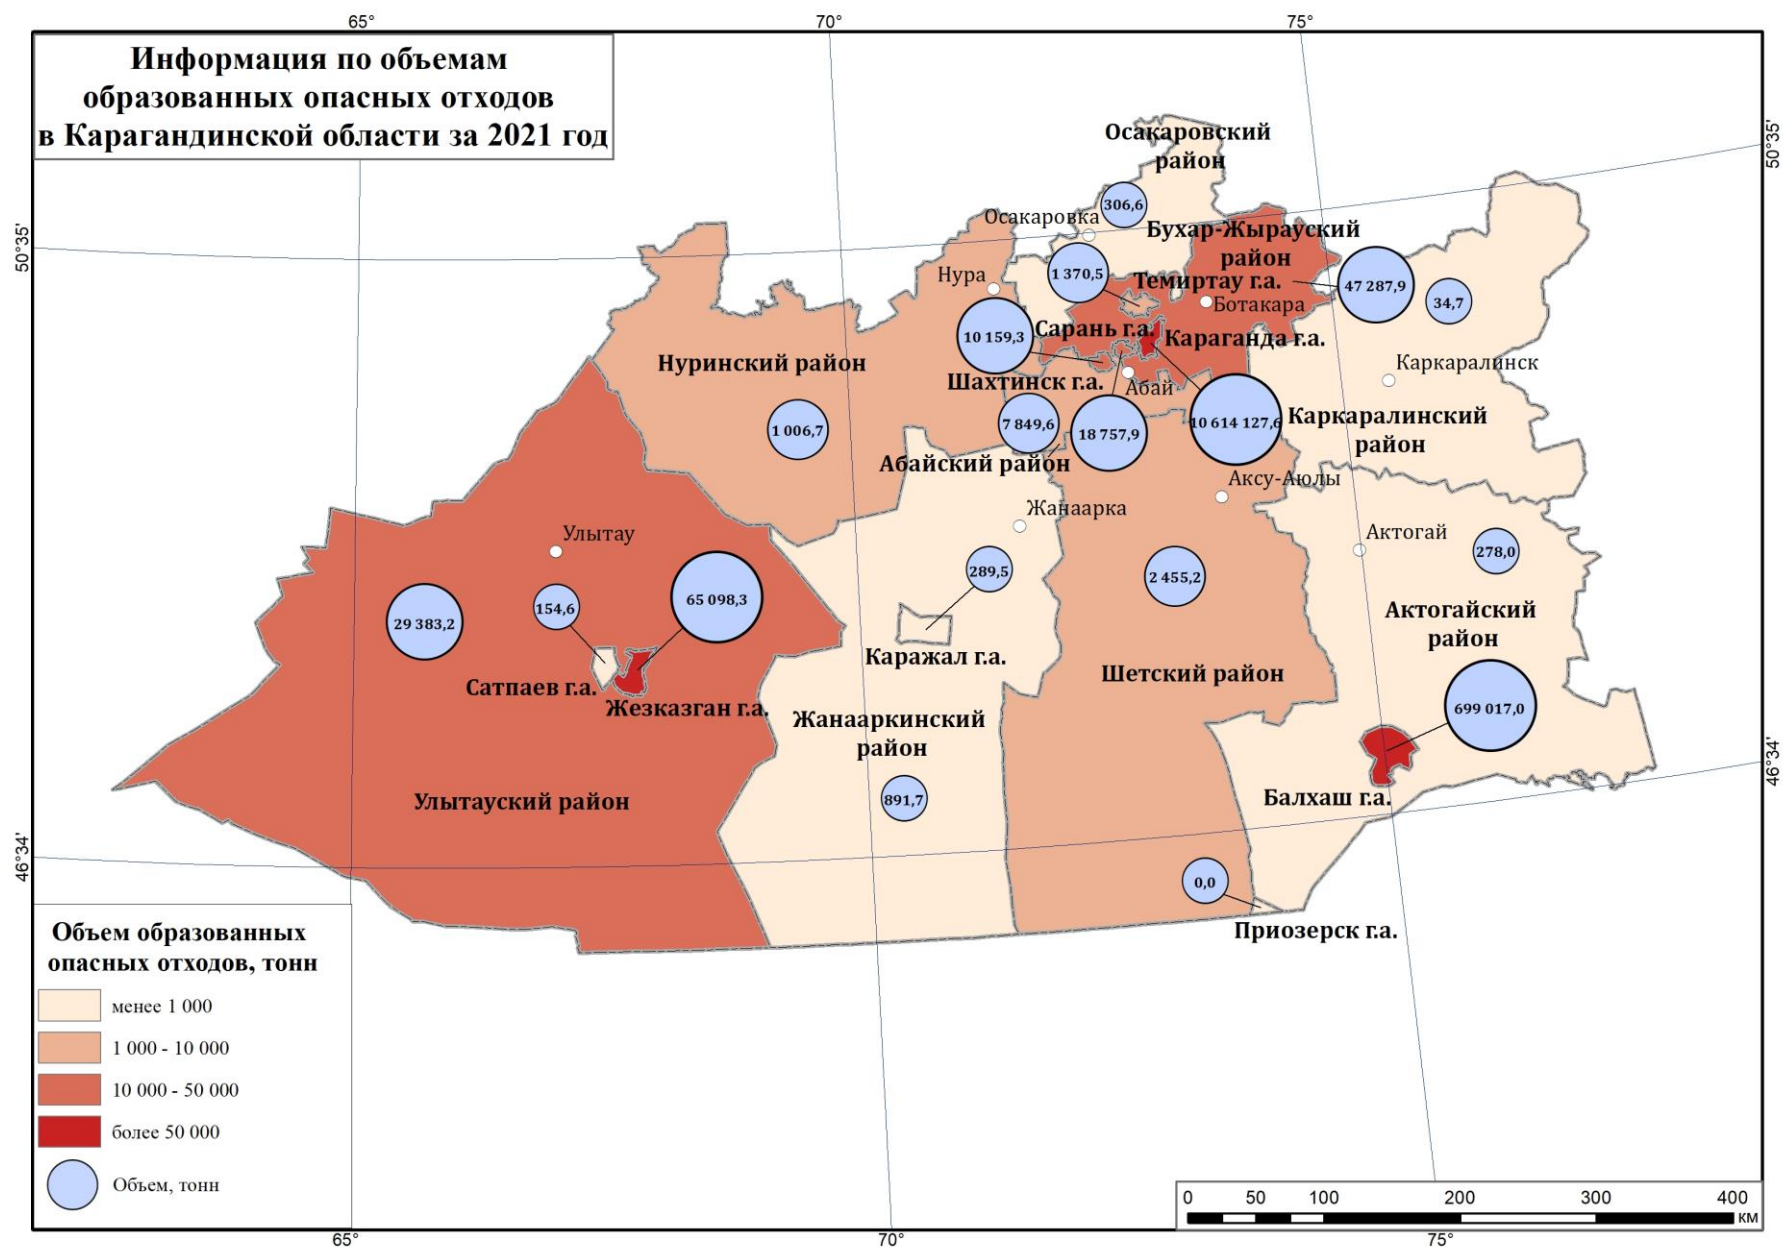 65°
70°
75°
Информация по объемам
образованных опасных отходов
в Карагандинской области за 2021 год
50°35'
50°35'
Осакаровский
район
306,6
Осакаровка
Бухар-Жырауский
район
1 370,5
Темиртау г.а.
47 287,9
34,7
Нура
Ботакара
10 159,3
Сарань г.а.
Караганда г.а.
Нуринский район
Шахтинск г.а.
Абай
Каркаралинск
1 006,7
7 849,6
18 757,9
10 614 127,6
Каркаралинский
район
Абайский район
Аксу-Аюлы
Жанаарка
Улытау
Актогай
278,0
289,5
2 455,2
29 383,2
154,6
65 098,3
Актогайский
район
Каражал г.а.
Шетский район
Сатпаев г.а.
Жезказган г.а.
699 017,0
Жанааркинский
район
46°34'
46°34'
Улытауский район
891,7
Балхаш г.а.
0,0
Приозерск г.а.
Объем образованных
опасных отходов, тонн
менее 1 000
1 000 - 10 000
10 000 - 50 000
более 50 000
Объем, тонн
0 50 100 200 300 400
км
65°
70°
75°